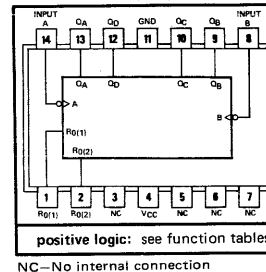 INPUT A QA QD GND QC QB INPUT B
14 13 12 11 10 9 8
QA QD QC QB
A
B
R0(1)
R0(2)
1 2 3 4 5 6 7
R0(1) R0(2) NC VCC NC NC NC
positive logic: see function tables
NC—No internal connection